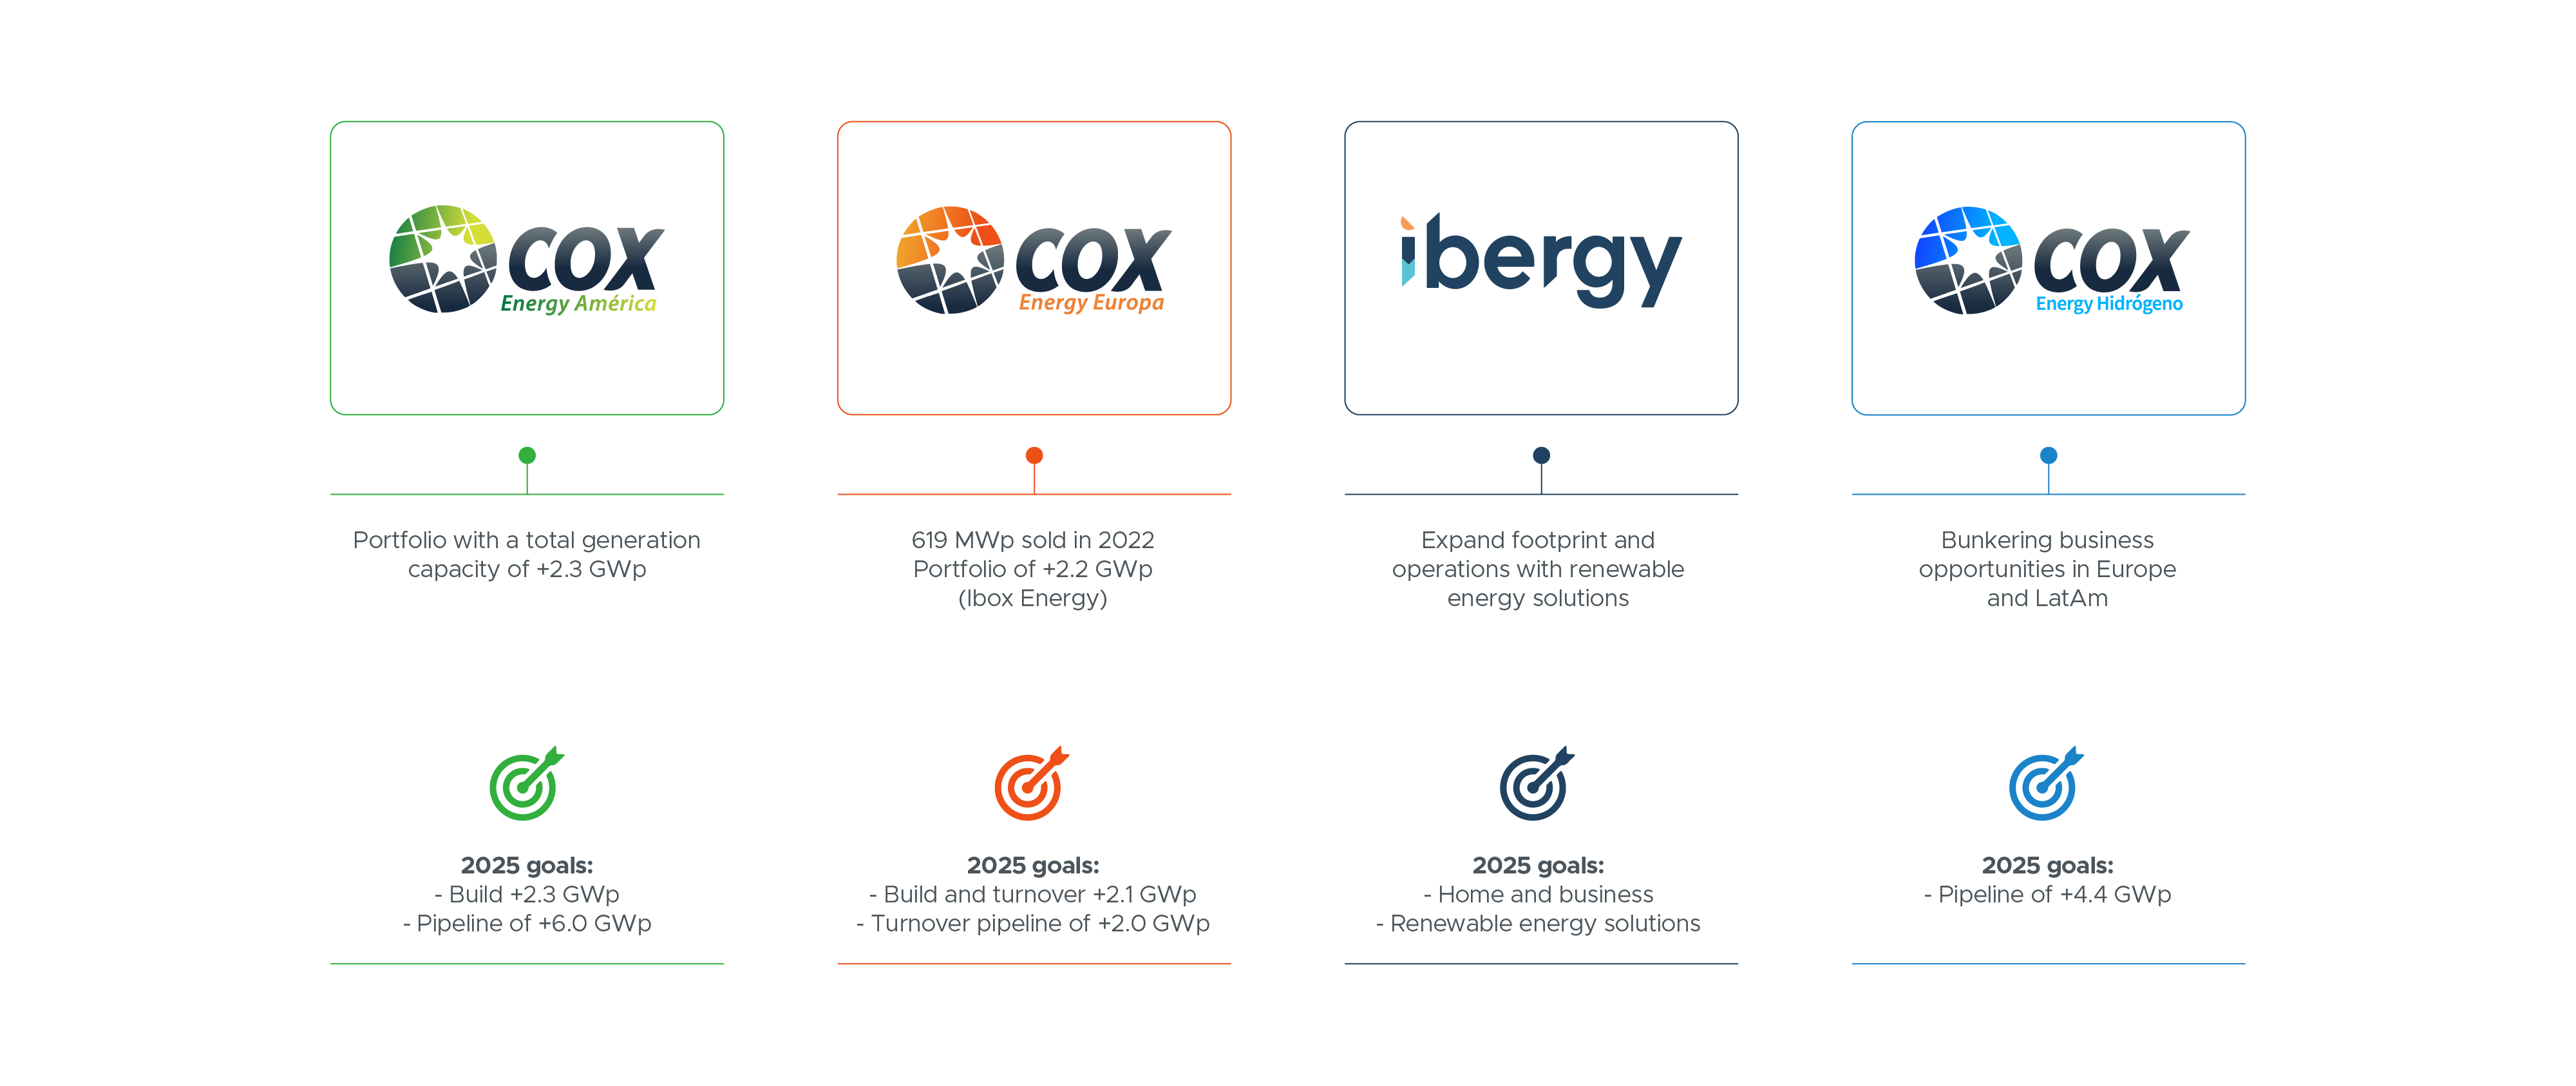 cox
Energy América
cox
Energy Europa
ibergy
cox
Energy Hidrógeno
Portfolio with a total generation
capacity of +2.3 GWp
619 MWp sold in 2022
Portfolio of +2.2 GWp
(Ibox Energy)
Expand footprint and
operations with renewable
energy solutions
Bunkering business
opportunities in Europe
and LatAm
2025 goals:
- Build +2.3 GWp
- Pipeline of +6.0 GWp
2025 goals:
- Build and turnover +2.1 GWp
- Turnover pipeline of +2.0 GWp
2025 goals:
- Home and business
- Renewable energy solutions
2025 goals:
- Pipeline of +4.4 GWp